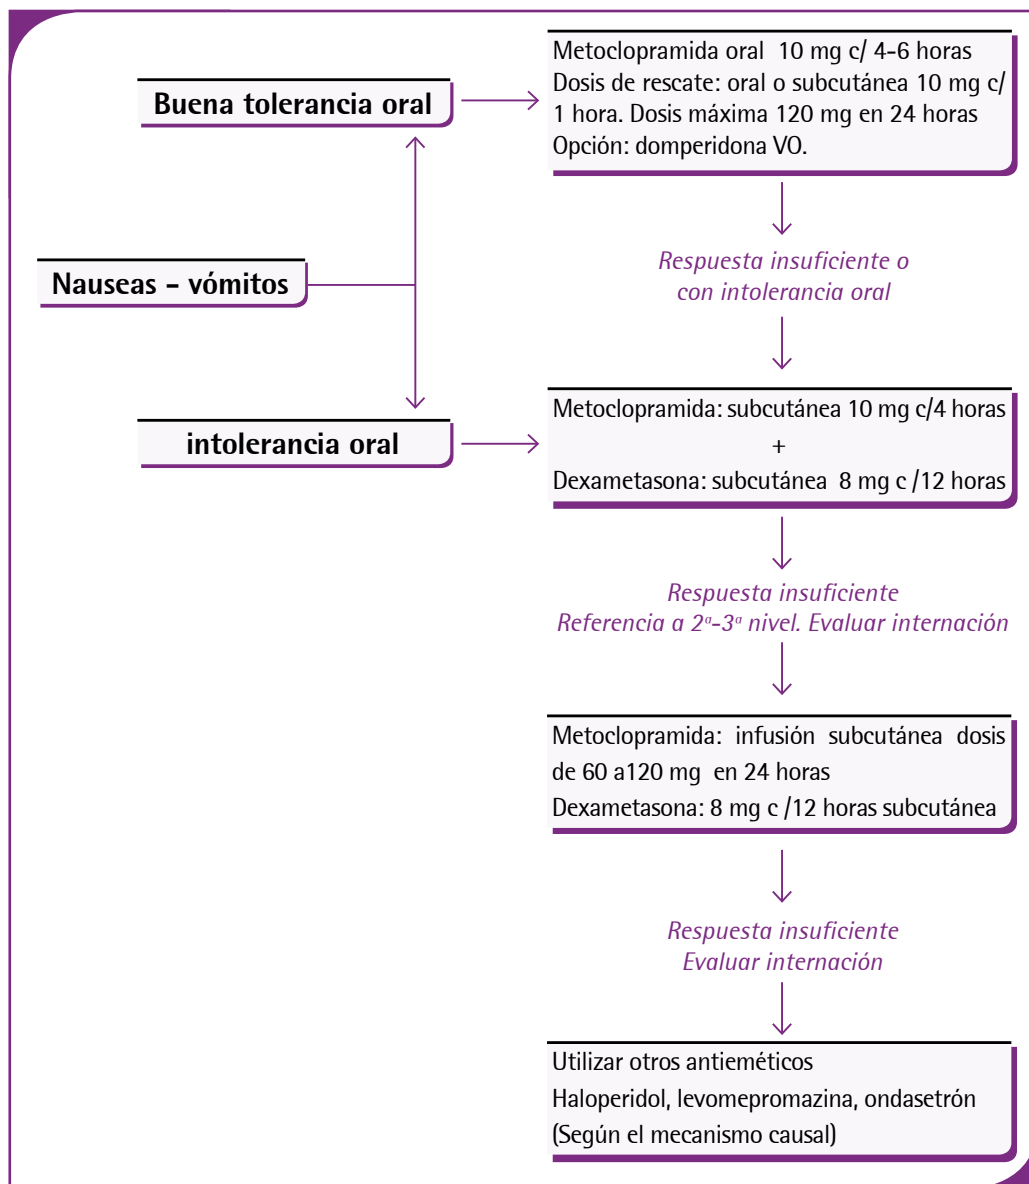 Metoclopramida oral 10 mg c/ 4-6 horas
Dosis de rescate: oral o subcutánea 10 mg c/
1 hora. Dosis máxima 120 mg en 24 horas
Opción: domperidona VO.
Buena tolerancia oral
Respuesta insuficiente o
con intolerancia oral
Nauseas - vómitos
Metoclopramida: subcutánea 10 mg c/4 horas
+
Dexametasona: subcutánea 8 mg c /12 horas
intolerancia oral
Respuesta insuficiente
Referencia a 2ª-3ª nivel. Evaluar internación
Metoclopramida: infusión subcutánea dosis
de 60 a120 mg en 24 horas
Dexametasona: 8 mg c /12 horas subcutánea
Respuesta insuficiente
Evaluar internación
Utilizar otros antieméticos
Haloperidol, levomepromazina, ondasetrón
(Según el mecanismo causal)